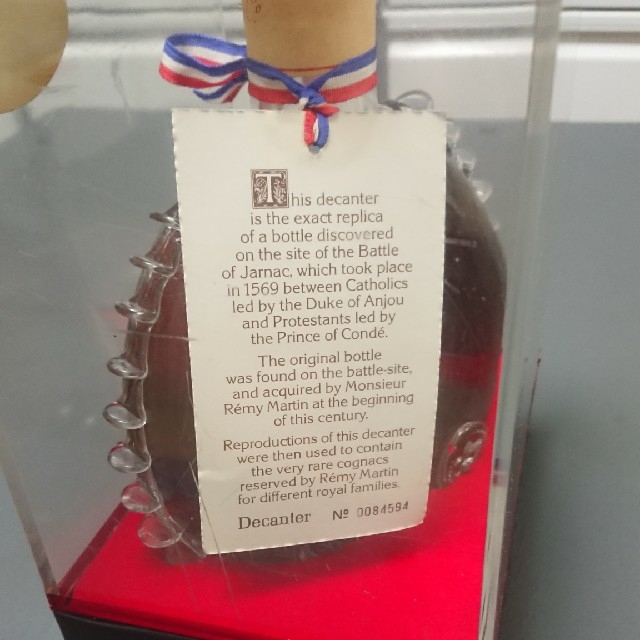 This decanter
is the exact replica
of a bottle discovered
on the site of the Battle
of Jarnac, which took place
in 1569 between Catholics
led by the Duke of Anjou
and Protestants led by
the Prince of Condé.
The original bottle
was found on the battle-site,
and acquired by Monsieur
Rémy Martin at the beginning
of this century.
Reproductions of this decanter
were then used to contain
the very rare cognacs
reserved by Rémy Martin
for different royal families.
Decanter Nº 0084594